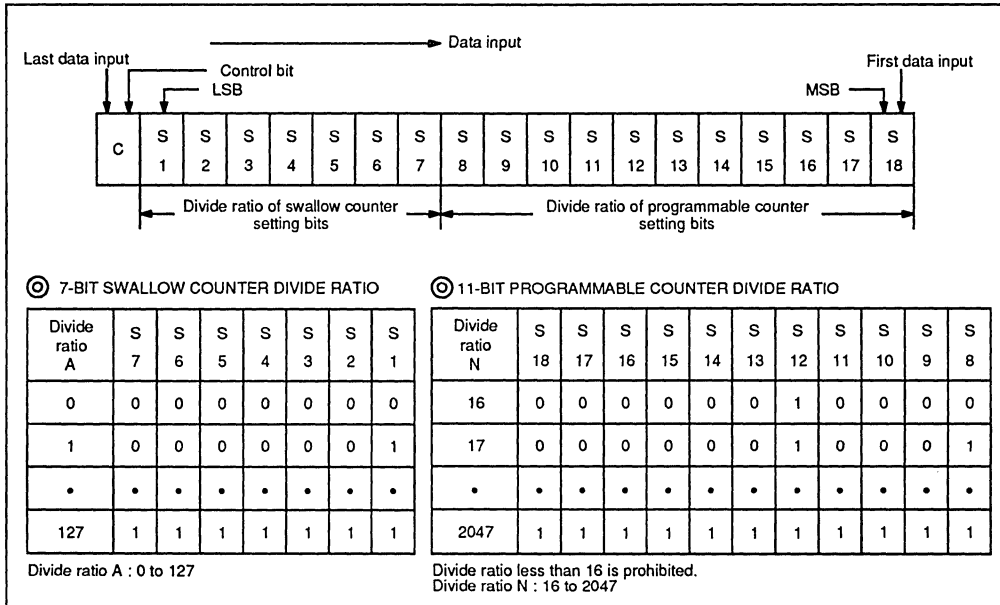 Data input
Last data input
Control bit
First data input
LSB
MSB
C S S S S S S S S S S S S S S S S S S
1 2 3 4 5 6 7 8 9 10 11 12 13 14 15 16 17 18
Divide ratio of swallow counter
setting bits
Divide ratio of programmable counter
setting bits
7-BIT SWALLOW COUNTER DIVIDE RATIO
Divide S S S S S S S
ratio
A 7 6 5 4 3 2 1
0 0 0 0 0 0 0 0
1 0 0 0 0 0 0 1
• • • • • • • •
127 1 1 1 1 1 1 1
Divide ratio A : 0 to 127
11-BIT PROGRAMMABLE COUNTER DIVIDE RATIO
Divide S S S S S S S S S S S
ratio
N 18 17 16 15 14 13 12 11 10 9 8
16 0 0 0 0 0 0 1 0 0 0 0
17 0 0 0 0 0 0 1 0 0 0 1
• • • • • • • • • • • •
2047 1 1 1 1 1 1 1 1 1 1 1
Divide ratio less than 16 is prohibited.
Divide ratio N : 16 to 2047